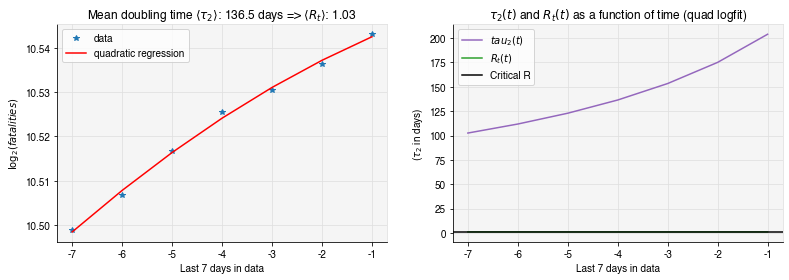 Mean doubling time ⟨τ₂⟩: 136.5 days => ⟨Rₜ⟩: 1.03
data
quadratic regression
log₂(fatalities)
10.54
10.53
10.52
10.51
10.50
-7 -6 -5 -4 -3 -2 -1
Last 7 days in data
τ₂(t) and Rₜ(t) as a function of time (quad logfit)
tau₂(t)
Rₜ(t)
Critical R
(τ₂ in days)
200
175
150
125
100
75
50
25
0
-7 -6 -5 -4 -3 -2 -1
Last 7 days in data